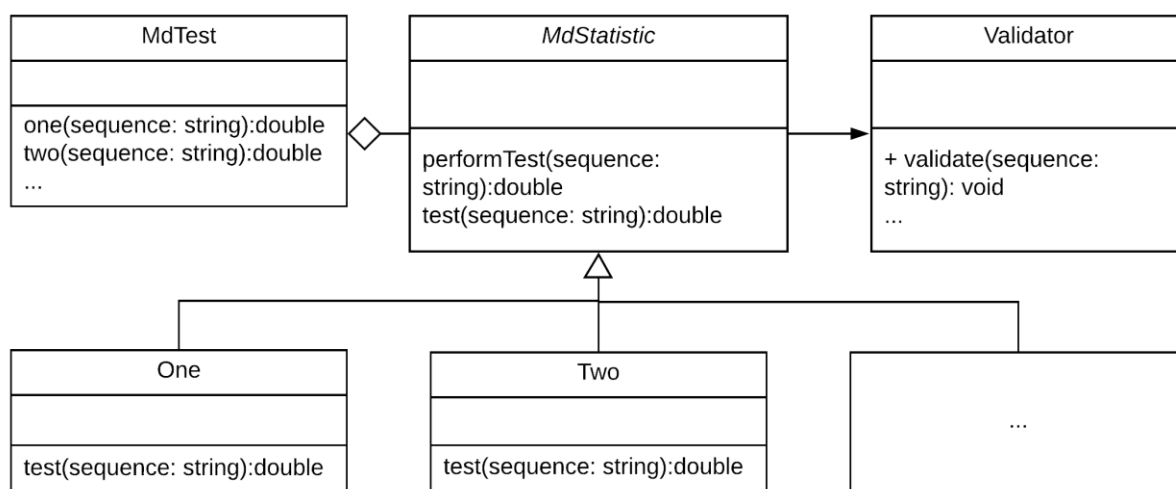 MdTest
one(sequence: string):double
two(sequence: string):double
...
MdStatistic
performTest(sequence:
string):double
test(sequence: string):double
Validator
+ validate(sequence:
string): void
...
One
test(sequence: string):double
Two
test(sequence: string):double
...